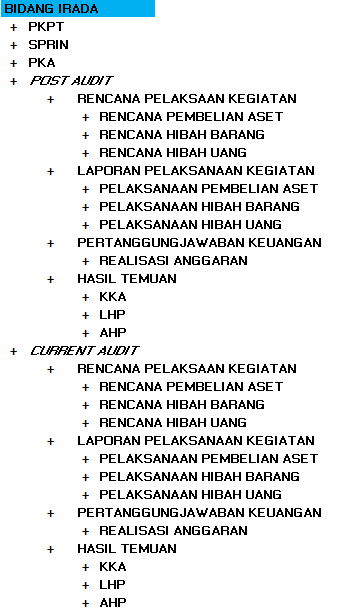 BIDANG IRADA
+ PKPT
+ SPRIN
+ PKA
+ POST AUDIT
+ RENCANA PELAKSAAN KEGIATAN
+ RENCANA PEMBELIAN ASET
+ RENCANA HIBAH BARANG
+ RENCANA HIBAH UANG
+ LAPORAN PELAKSANAAN KEGIATAN
+ PELAKSANAAN PEMBELIAN ASET
+ PELAKSANAAN HIBAH BARANG
+ PELAKSANAAN HIBAH UANG
+ PERTANGGUNGJAWABAN KEUANGAN
+ REALISASI ANGGARAN
+ HASIL TEMUAN
+ KKA
+ LHP
+ AHP
+ CURRENT AUDIT
+ RENCANA PELAKSAAN KEGIATAN
+ RENCANA PEMBELIAN ASET
+ RENCANA HIBAH BARANG
+ RENCANA HIBAH UANG
+ LAPORAN PELAKSANAAN KEGIATAN
+ PELAKSANAAN PEMBELIAN ASET
+ PELAKSANAAN HIBAH BARANG
+ PELAKSANAAN HIBAH UANG
+ PERTANGGUNGJAWABAN KEUANGAN
+ REALISASI ANGGARAN
+ HASIL TEMUAN
+ KKA
+ LHP
+ AHP